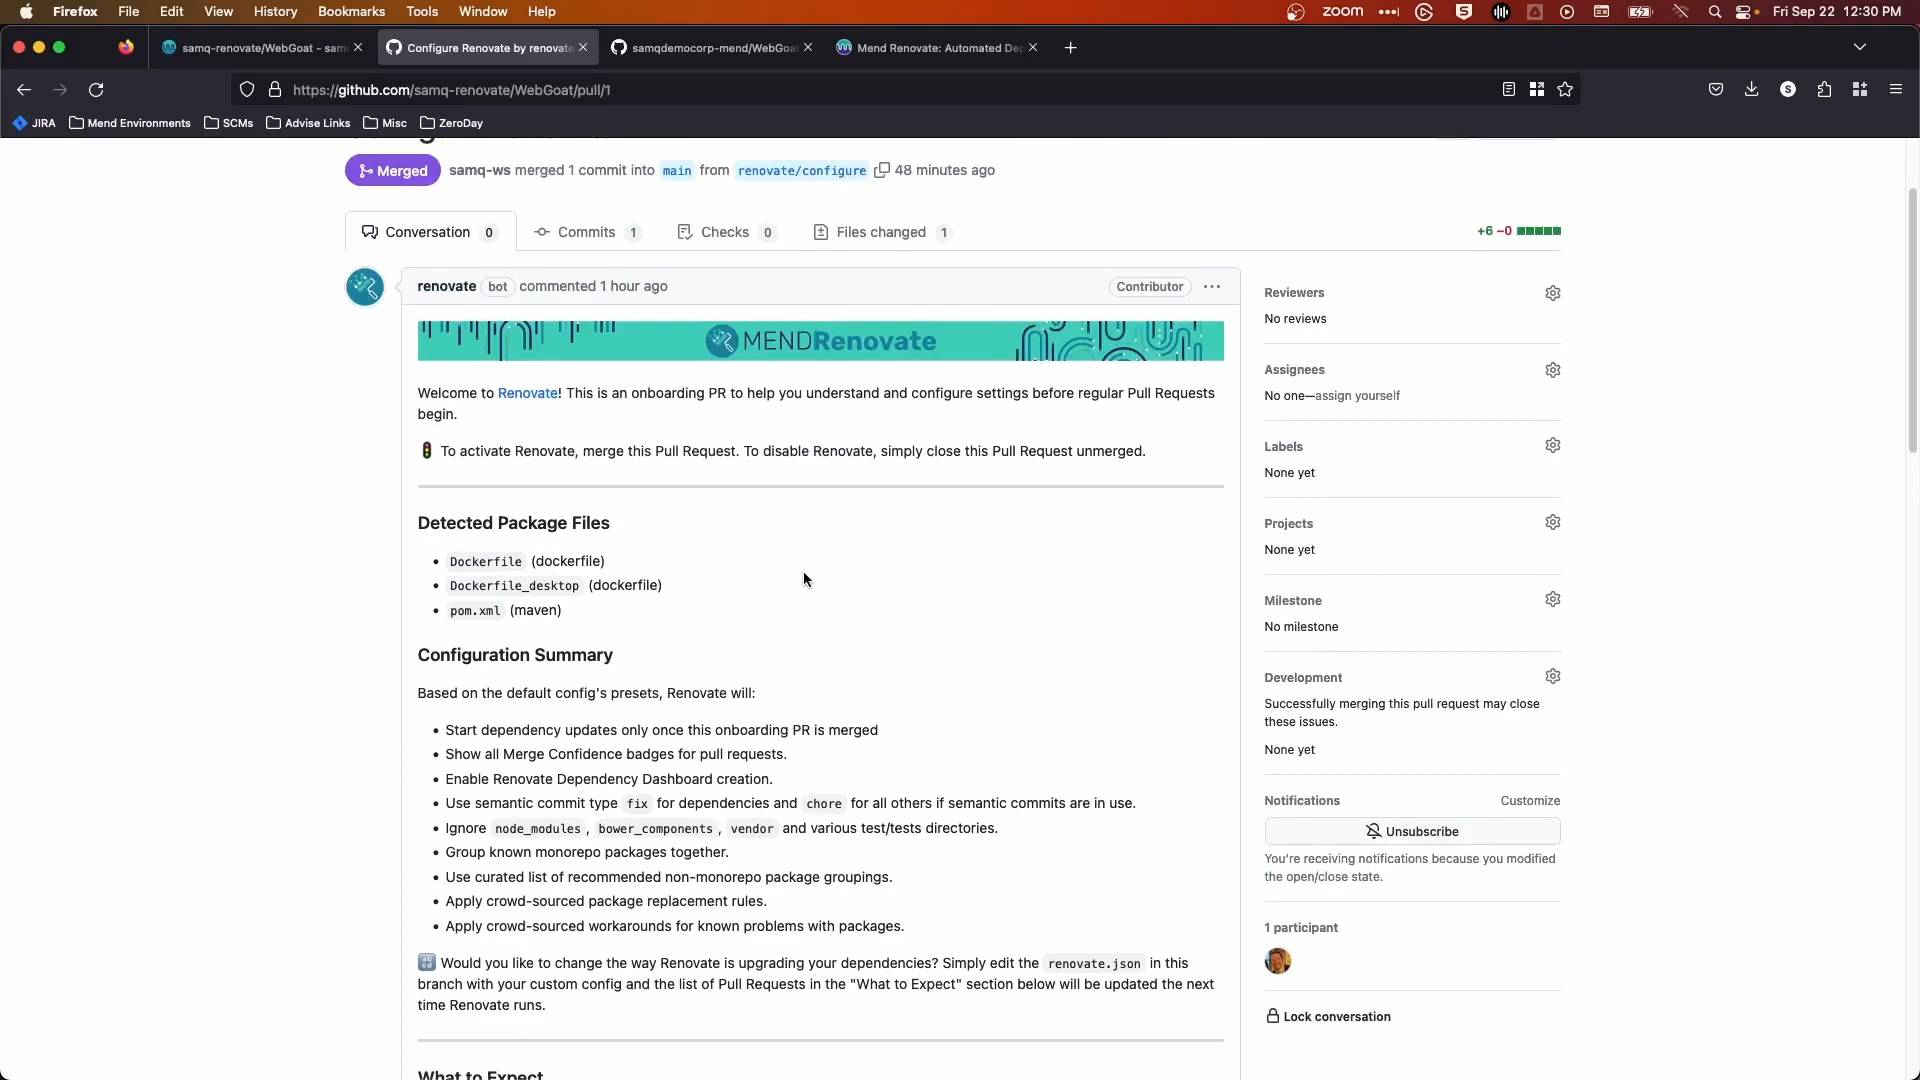 Firefox File Edit View History Bookmarks Tools Window Help
zoom
Fri Sep 22 12:30 PM
samq-renovate/WebGoat - sam
Configure Renovate by renovate
samqdemocorp-mend/WebGoa
Mend Renovate: Automated De
https://github.com/samq-renovate/WebGoat/pull/1
JIRA Mend Environments SCMs Advise Links Misc ZeroDay
Merged samq-ws merged 1 commit into main from renovate/configure 48 minutes ago
Conversation 0 Commits 1 Checks 0 Files changed 1 +6 −0
renovate bot commented 1 hour ago Contributor
MENDRenovate
Welcome to Renovate! This is an onboarding PR to help you understand and configure settings before regular Pull Requests
begin.
To activate Renovate, merge this Pull Request. To disable Renovate, simply close this Pull Request unmerged.
Detected Package Files
Dockerfile (dockerfile)
Dockerfile_desktop (dockerfile)
pom.xml (maven)
Configuration Summary
Based on the default config's presets, Renovate will:
Start dependency updates only once this onboarding PR is merged
Show all Merge Confidence badges for pull requests.
Enable Renovate Dependency Dashboard creation.
Use semantic commit type fix for dependencies and chore for all others if semantic commits are in use.
Ignore node_modules, bower_components, vendor and various test/tests directories.
Group known monorepo packages together.
Use curated list of recommended non-monorepo package groupings.
Apply crowd-sourced package replacement rules.
Apply crowd-sourced workarounds for known problems with packages.
Would you like to change the way Renovate is upgrading your dependencies? Simply edit the renovate.json in this
branch with your custom config and the list of Pull Requests in the "What to Expect" section below will be updated the next
time Renovate runs.
What to Expect
Reviewers
No reviews
Assignees
No one—assign yourself
Labels
None yet
Projects
None yet
Milestone
No milestone
Development
Successfully merging this pull request may close
these issues.
None yet
Notifications Customize
Unsubscribe
You're receiving notifications because you modified
the open/close state.
1 participant
Lock conversation